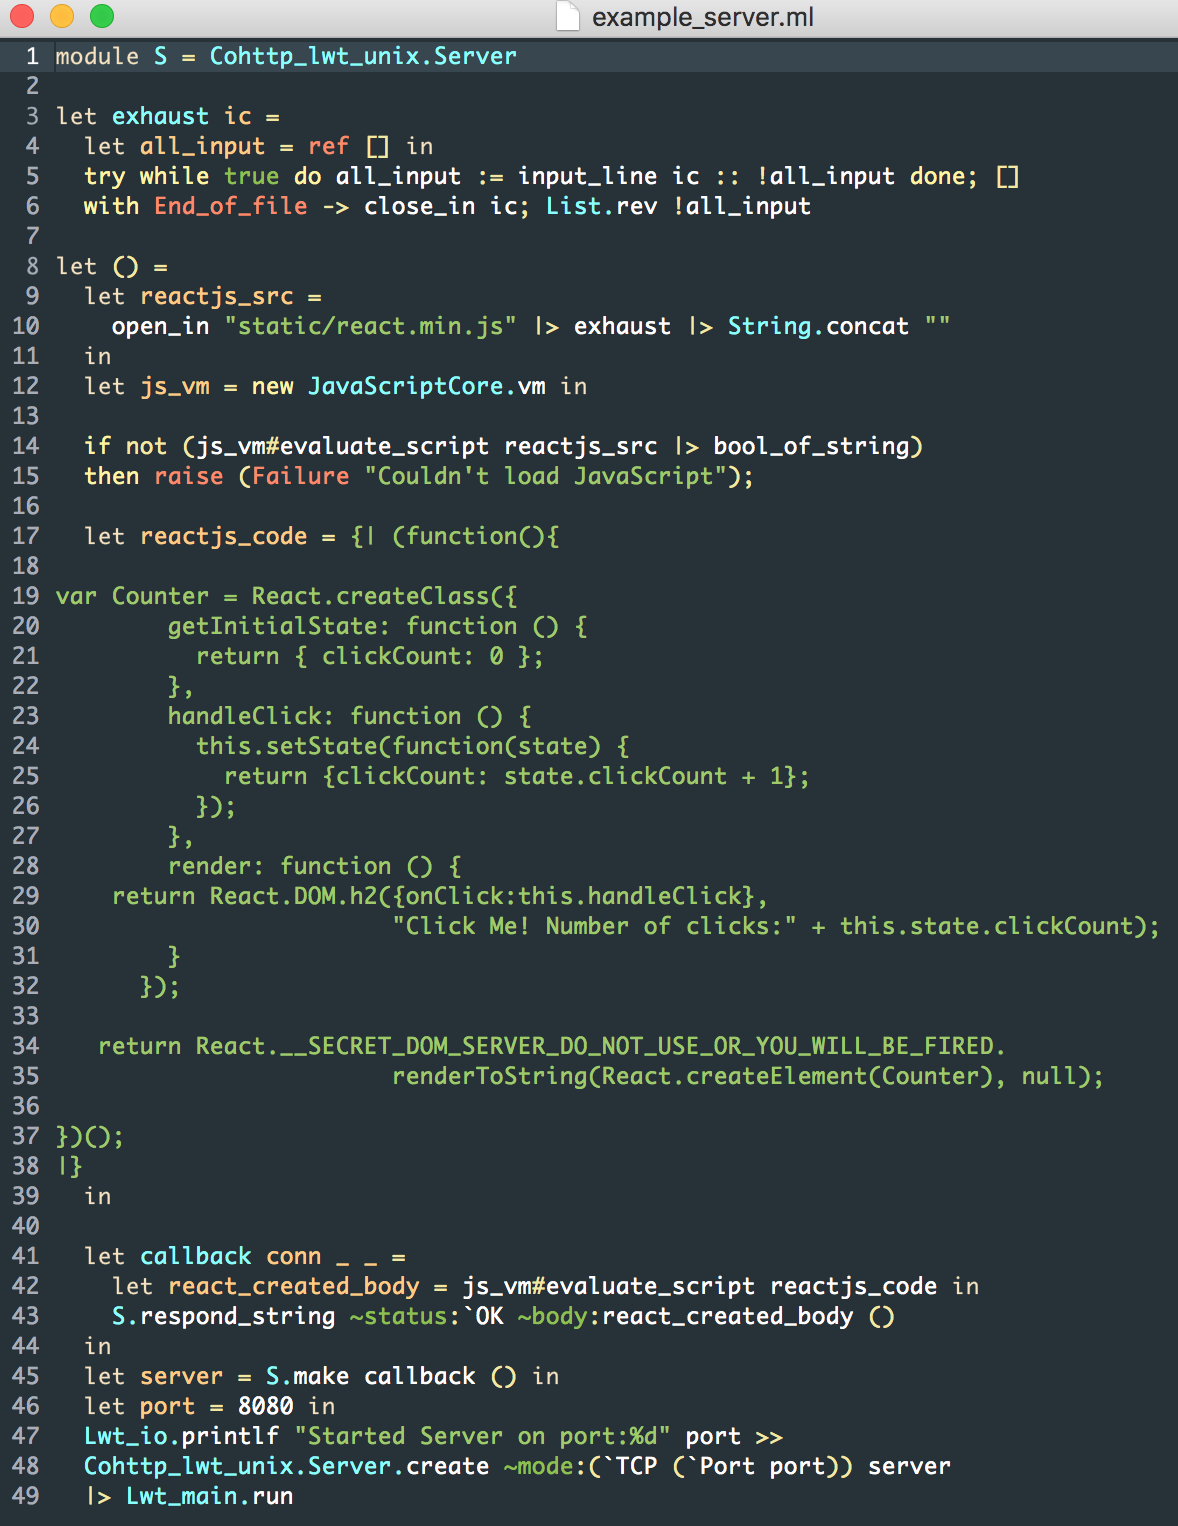 example_server.ml
1 module S = Cohttp_lwt_unix.Server
2
3 let exhaust ic =
4   let all_input = ref [] in
5   try while true do all_input := input_line ic :: !all_input done; []
6   with End_of_file -> close_in ic; List.rev !all_input
7
8 let () =
9   let reactjs_src =
10     open_in "static/react.min.js" |> exhaust |> String.concat ""
11   in
12   let js_vm = new JavaScriptCore.vm in
13
14   if not (js_vm#evaluate_script reactjs_src |> bool_of_string)
15   then raise (Failure "Couldn't load JavaScript");
16
17   let reactjs_code = {| (function(){
18
19 var Counter = React.createClass({
20         getInitialState: function () {
21           return { clickCount: 0 };
22         },
23         handleClick: function () {
24           this.setState(function(state) {
25             return {clickCount: state.clickCount + 1};
26           });
27         },
28         render: function () {
29     return React.DOM.h2({onClick:this.handleClick},
30                         "Click Me! Number of clicks:" + this.state.clickCount);
31         }
32       });
33
34    return React.__SECRET_DOM_SERVER_DO_NOT_USE_OR_YOU_WILL_BE_FIRED.
35                         renderToString(React.createElement(Counter), null);
36
37 })();
38 |}
39   in
40
41   let callback conn _ _ =
42     let react_created_body = js_vm#evaluate_script reactjs_code in
43     S.respond_string ~status:`OK ~body:react_created_body ()
44   in
45   let server = S.make callback () in
46   let port = 8080 in
47   Lwt_io.printlf "Started Server on port:%d" port >>
48   Cohttp_lwt_unix.Server.create ~mode:(`TCP (`Port port)) server
49   |> Lwt_main.run